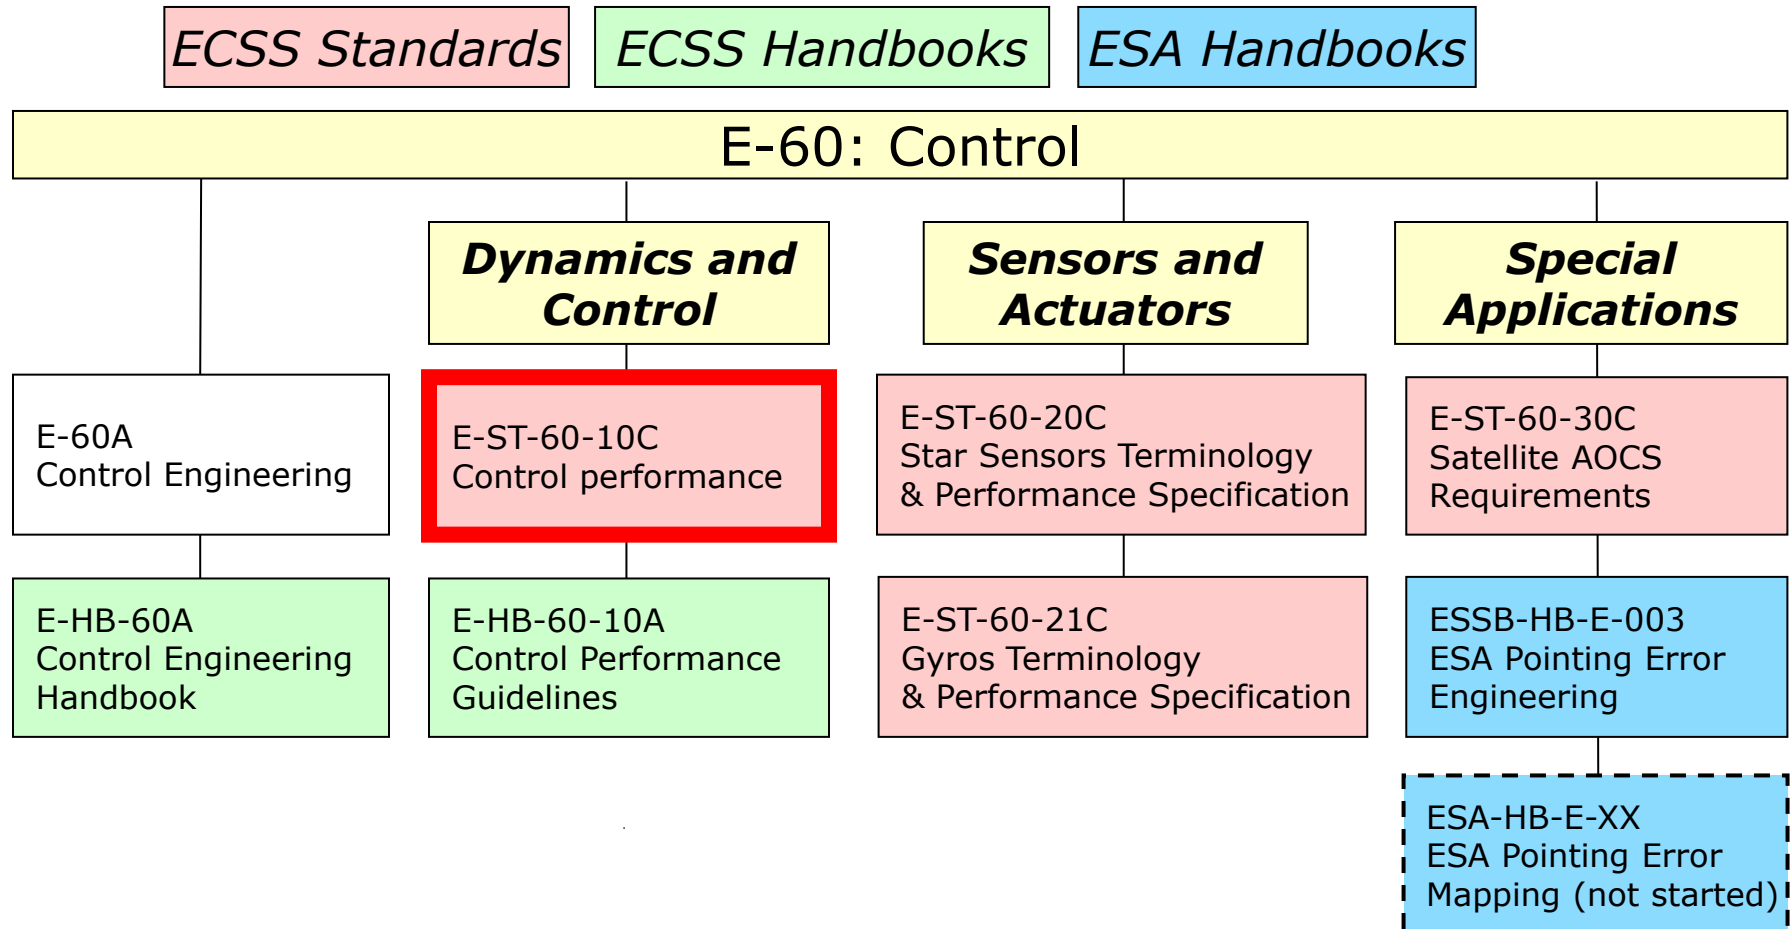 ECSS Standards
ECSS Handbooks
ESA Handbooks
E-60: Control
Dynamics and
Control
Sensors and
Actuators
Special
Applications
E-60A
Control Engineering
E-ST-60-10C
Control performance
E-ST-60-20C
Star Sensors Terminology
& Performance Specification
E-ST-60-30C
Satellite AOCS
Requirements
E-HB-60A
Control Engineering
Handbook
E-HB-60-10A
Control Performance
Guidelines
E-ST-60-21C
Gyros Terminology
& Performance Specification
ESSB-HB-E-003
ESA Pointing Error
Engineering
ESA-HB-E-XX
ESA Pointing Error
Mapping (not started)